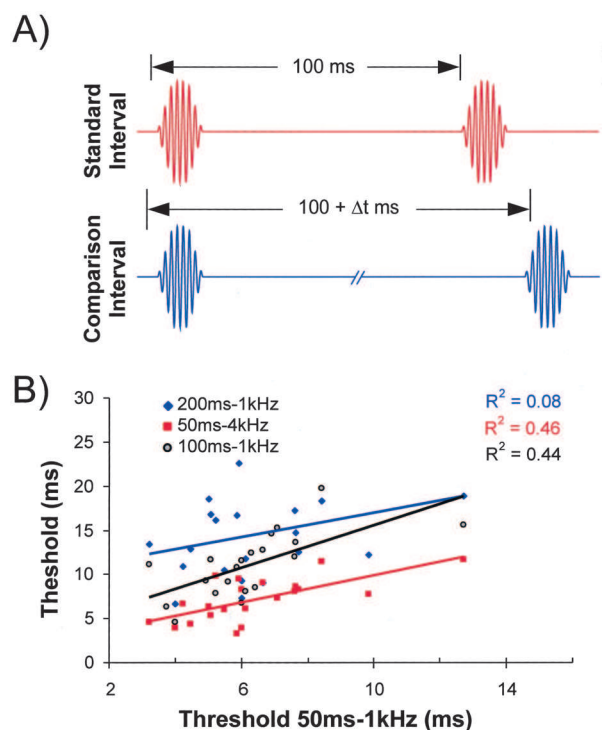 A)
100 ms
Standard
Interval
100 + Δt ms
Comparison
Interval
B)
30
25
20
15
10
5
0
Theshold (ms)
200ms-1kHz
50ms-4kHz
100ms-1kHz
R² = 0.08
R² = 0.46
R² = 0.44
2
6
10
14
Threshold 50ms-1kHz (ms)